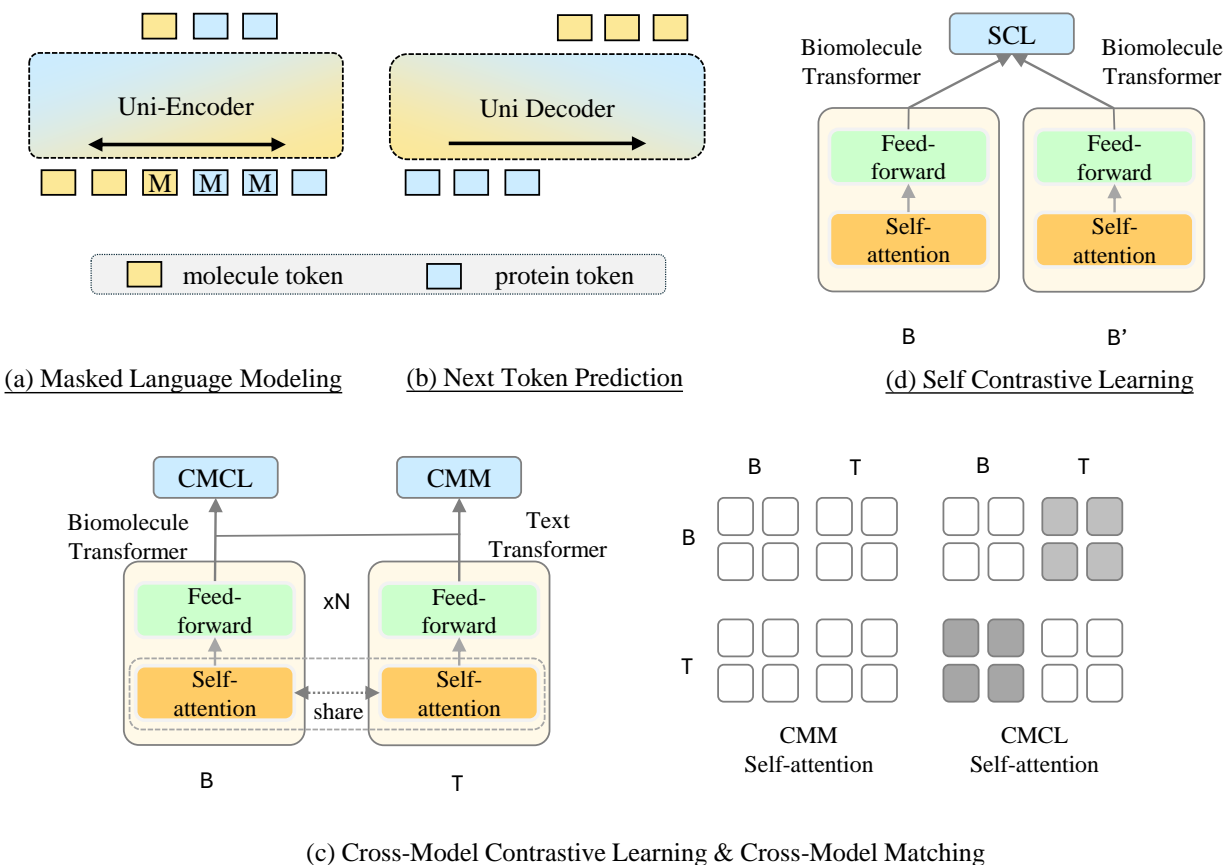 Uni-Encoder
M M M
Uni Decoder
molecule token
protein token
(a) Masked Language Modeling
(b) Next Token Prediction
SCL
Biomolecule
Transformer
Biomolecule
Transformer
Feed-
forward
Self-
attention
Feed-
forward
Self-
attention
B
B’
(d) Self Contrastive Learning
CMCL
CMM
Biomolecule
Transformer
Text
Transformer
Feed-
forward
xN
Feed-
forward
Self-
attention
share
Self-
attention
B
T
B
T
B
T
B
T
CMM
Self-attention
CMCL
Self-attention
(c) Cross-Model Contrastive Learning & Cross-Model Matching